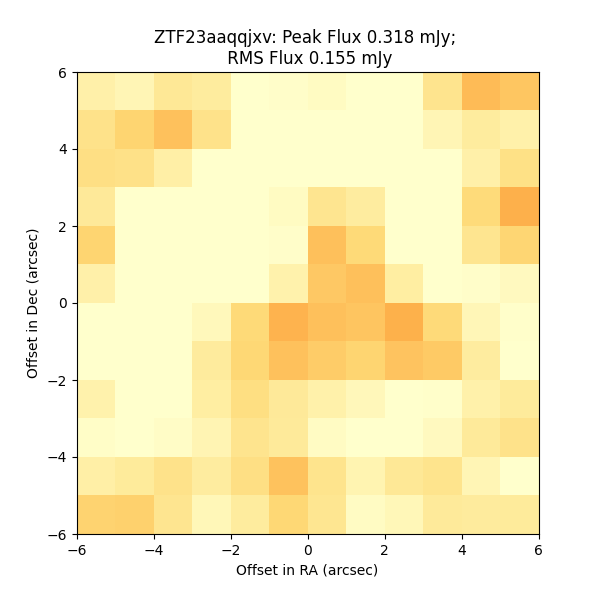 ZTF23aaqqjxv: Peak Flux 0.318 mJy;
RMS Flux 0.155 mJy
6
4
2
0
−2
−4
−6
Offset in Dec (arcsec)
−6 −4 −2 0 2 4 6
Offset in RA (arcsec)